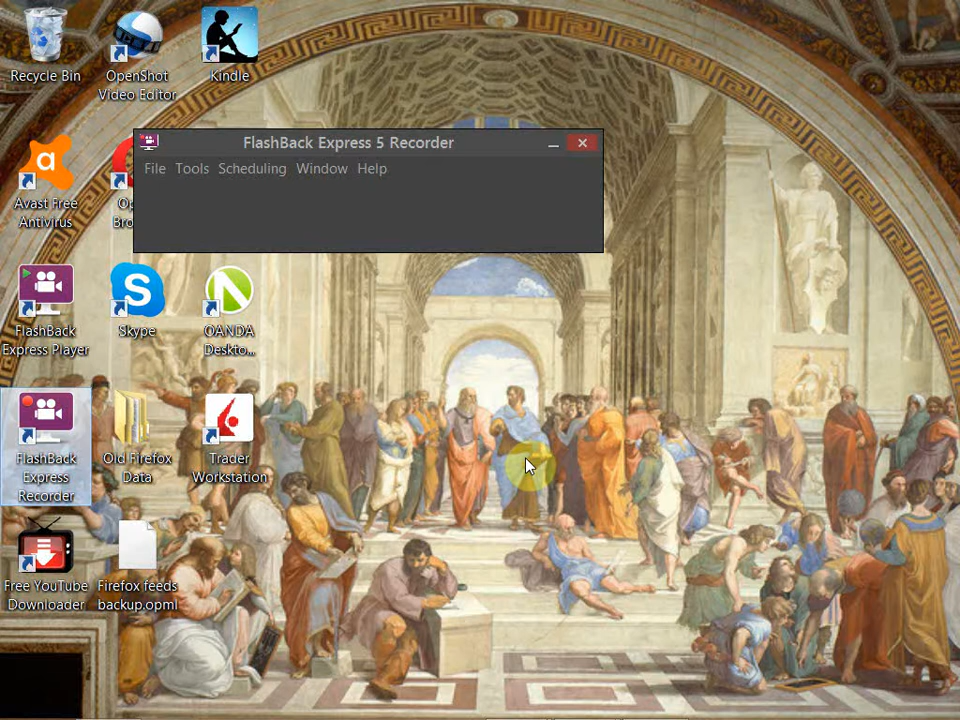 Recycle Bin
OpenShot
Video Editor
Kindle
FlashBack Express 5 Recorder
File Tools Scheduling Window Help
a
Avast Free
Antivirus
FlashBack
Express Player
S
Skype
OANDA
Deskto...
FlashBack
Express
Recorder
Old Firefox
Data
Trader
Workstation
Free YouTube
Downloader
Firefox feeds
backup.opml